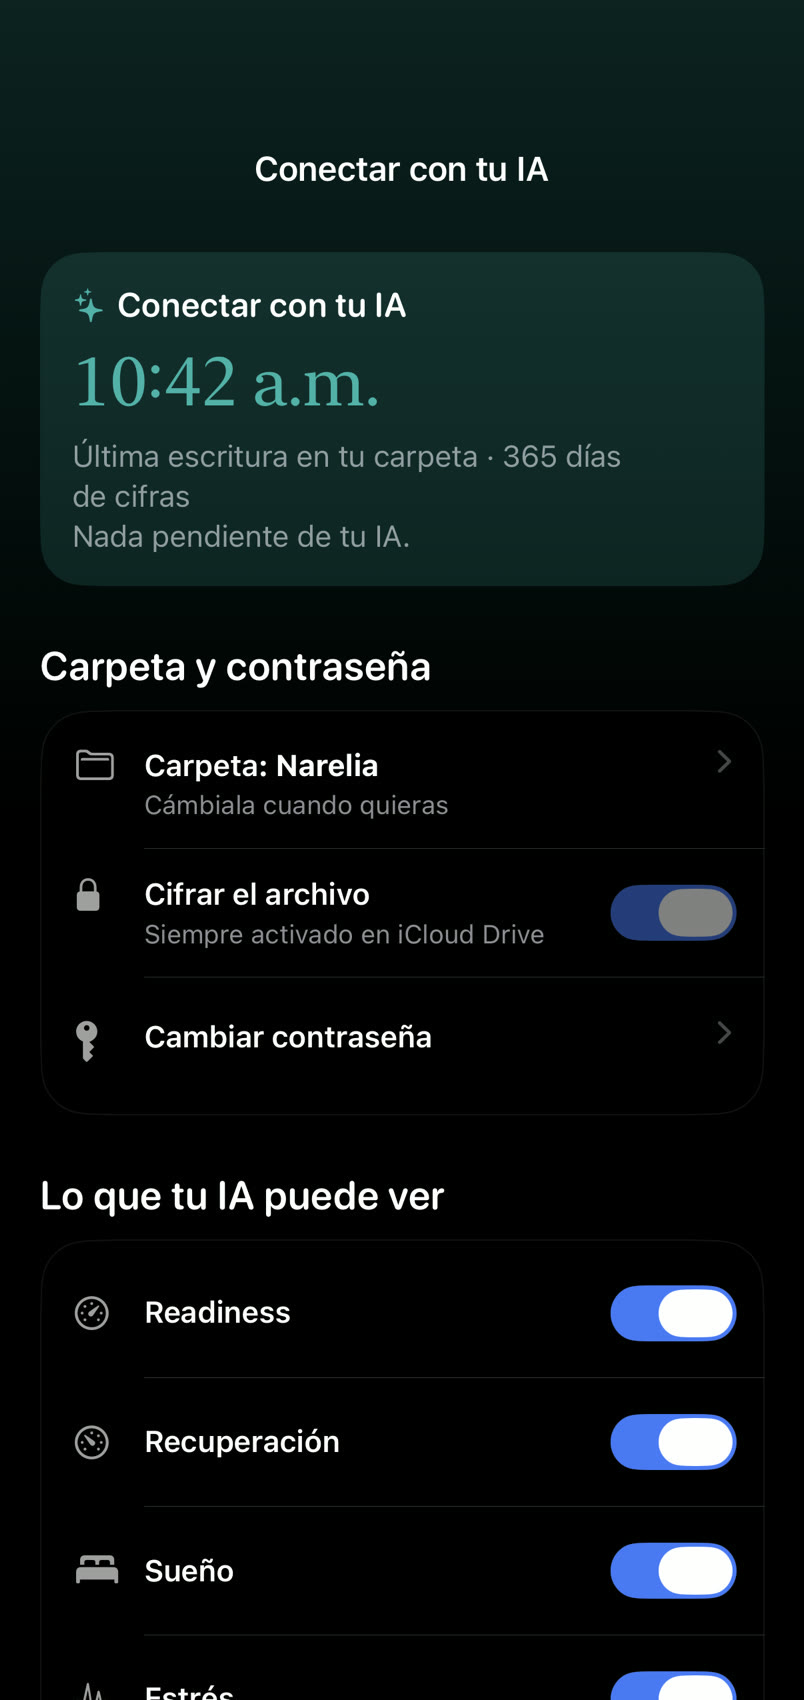 Conectar con tu IA
Conectar con tu IA
10:42 a.m.
Última escritura en tu carpeta · 365 días
de cifras
Nada pendiente de tu IA.
Carpeta y contraseña
Carpeta: Narelia
Cámbiala cuando quieras
Cifrar el archivo
Siempre activado en iCloud Drive
Cambiar contraseña
Lo que tu IA puede ver
Readiness
Recuperación
Sueño
Estrés